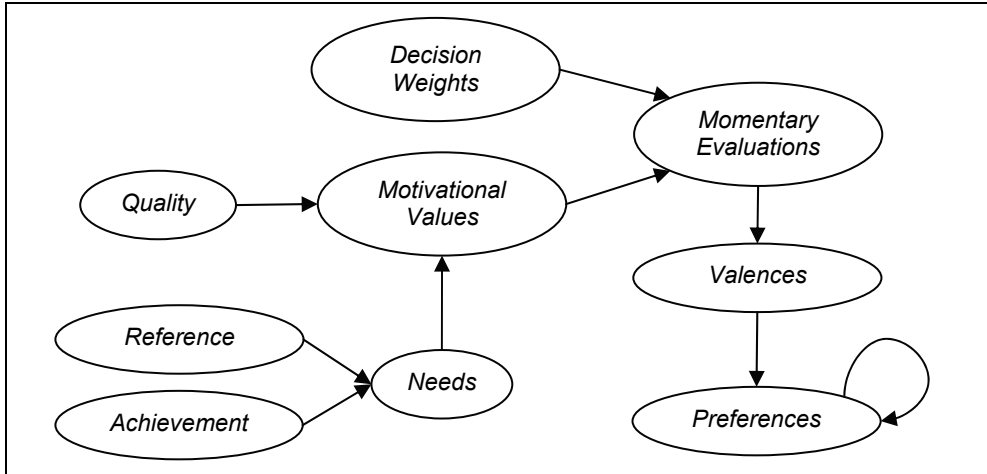 Decision
Weights
Momentary
Evaluations
Quality
Motivational
Values
Valences
Reference
Needs
Achievement
Preferences